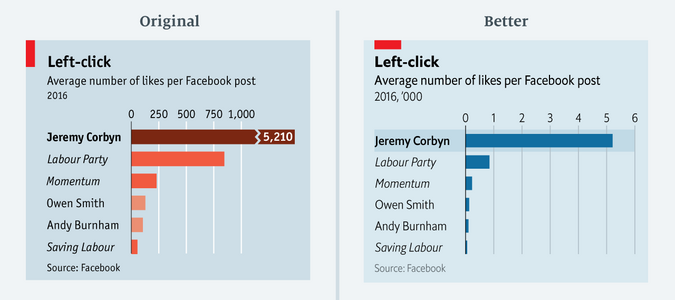 Original
Left-click
Average number of likes per Facebook post
2016
0 250 500 750 1,000
Jeremy Corbyn 5,210
Labour Party
Momentum
Owen Smith
Andy Burnham
Saving Labour
Source: Facebook
Better
Left-click
Average number of likes per Facebook post
2016, ’000
0 1 2 3 4 5 6
Jeremy Corbyn
Labour Party
Momentum
Owen Smith
Andy Burnham
Saving Labour
Source: Facebook